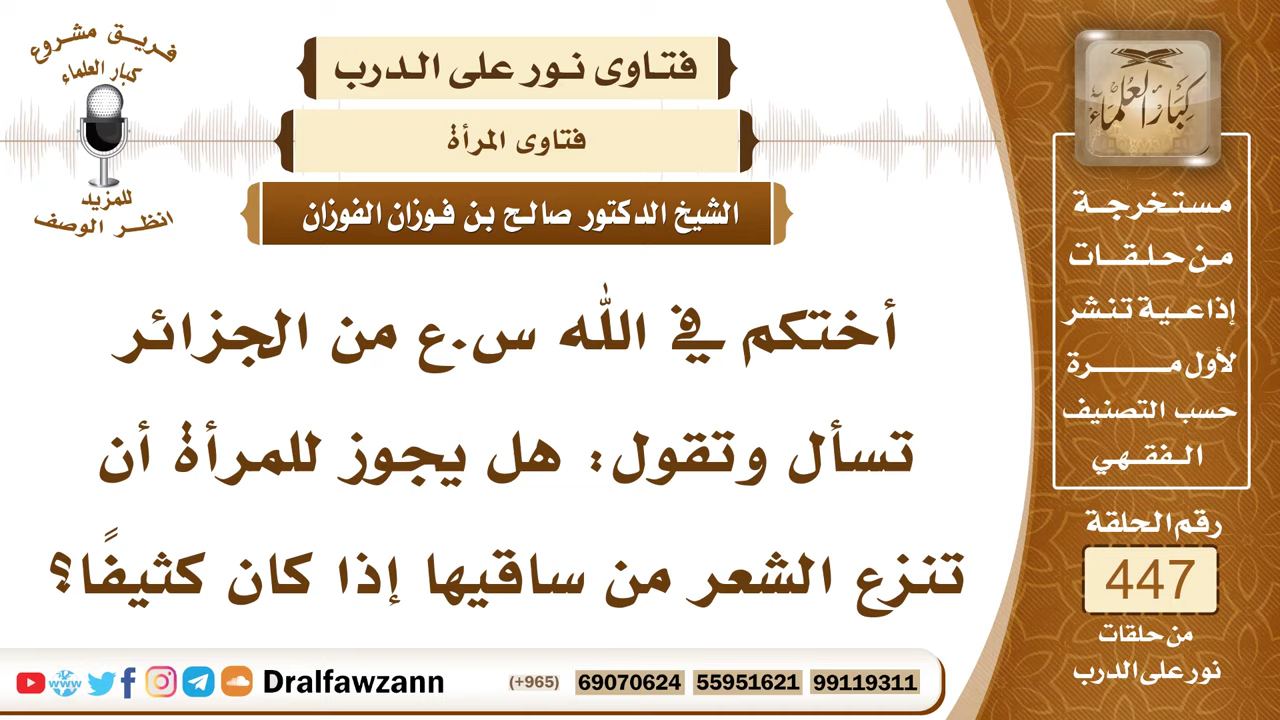 فريق مشروع
كبار العلماء
للمزيد
انظر الوصف
فتاوى نور على الدرب
فتاوى المرأة
الشيخ الدكتور صالح بن فوزان الفوزان
أختكم في الله س.ع من الجزائر
تسأل وتقول: هل يجوز للمرأة أن
تنزع الشعر من ساقيها إذا كان كثيفًا؟
كبار العلماء
مستخرجة
من حلقات
إذاعية تنشر
لأول مرة
حسب التصنيف
الفقهي
رقم الحلقة
447
من حلقات
نور على الدرب
www Dralfawzann (+965) 69070624 55951621 99119311